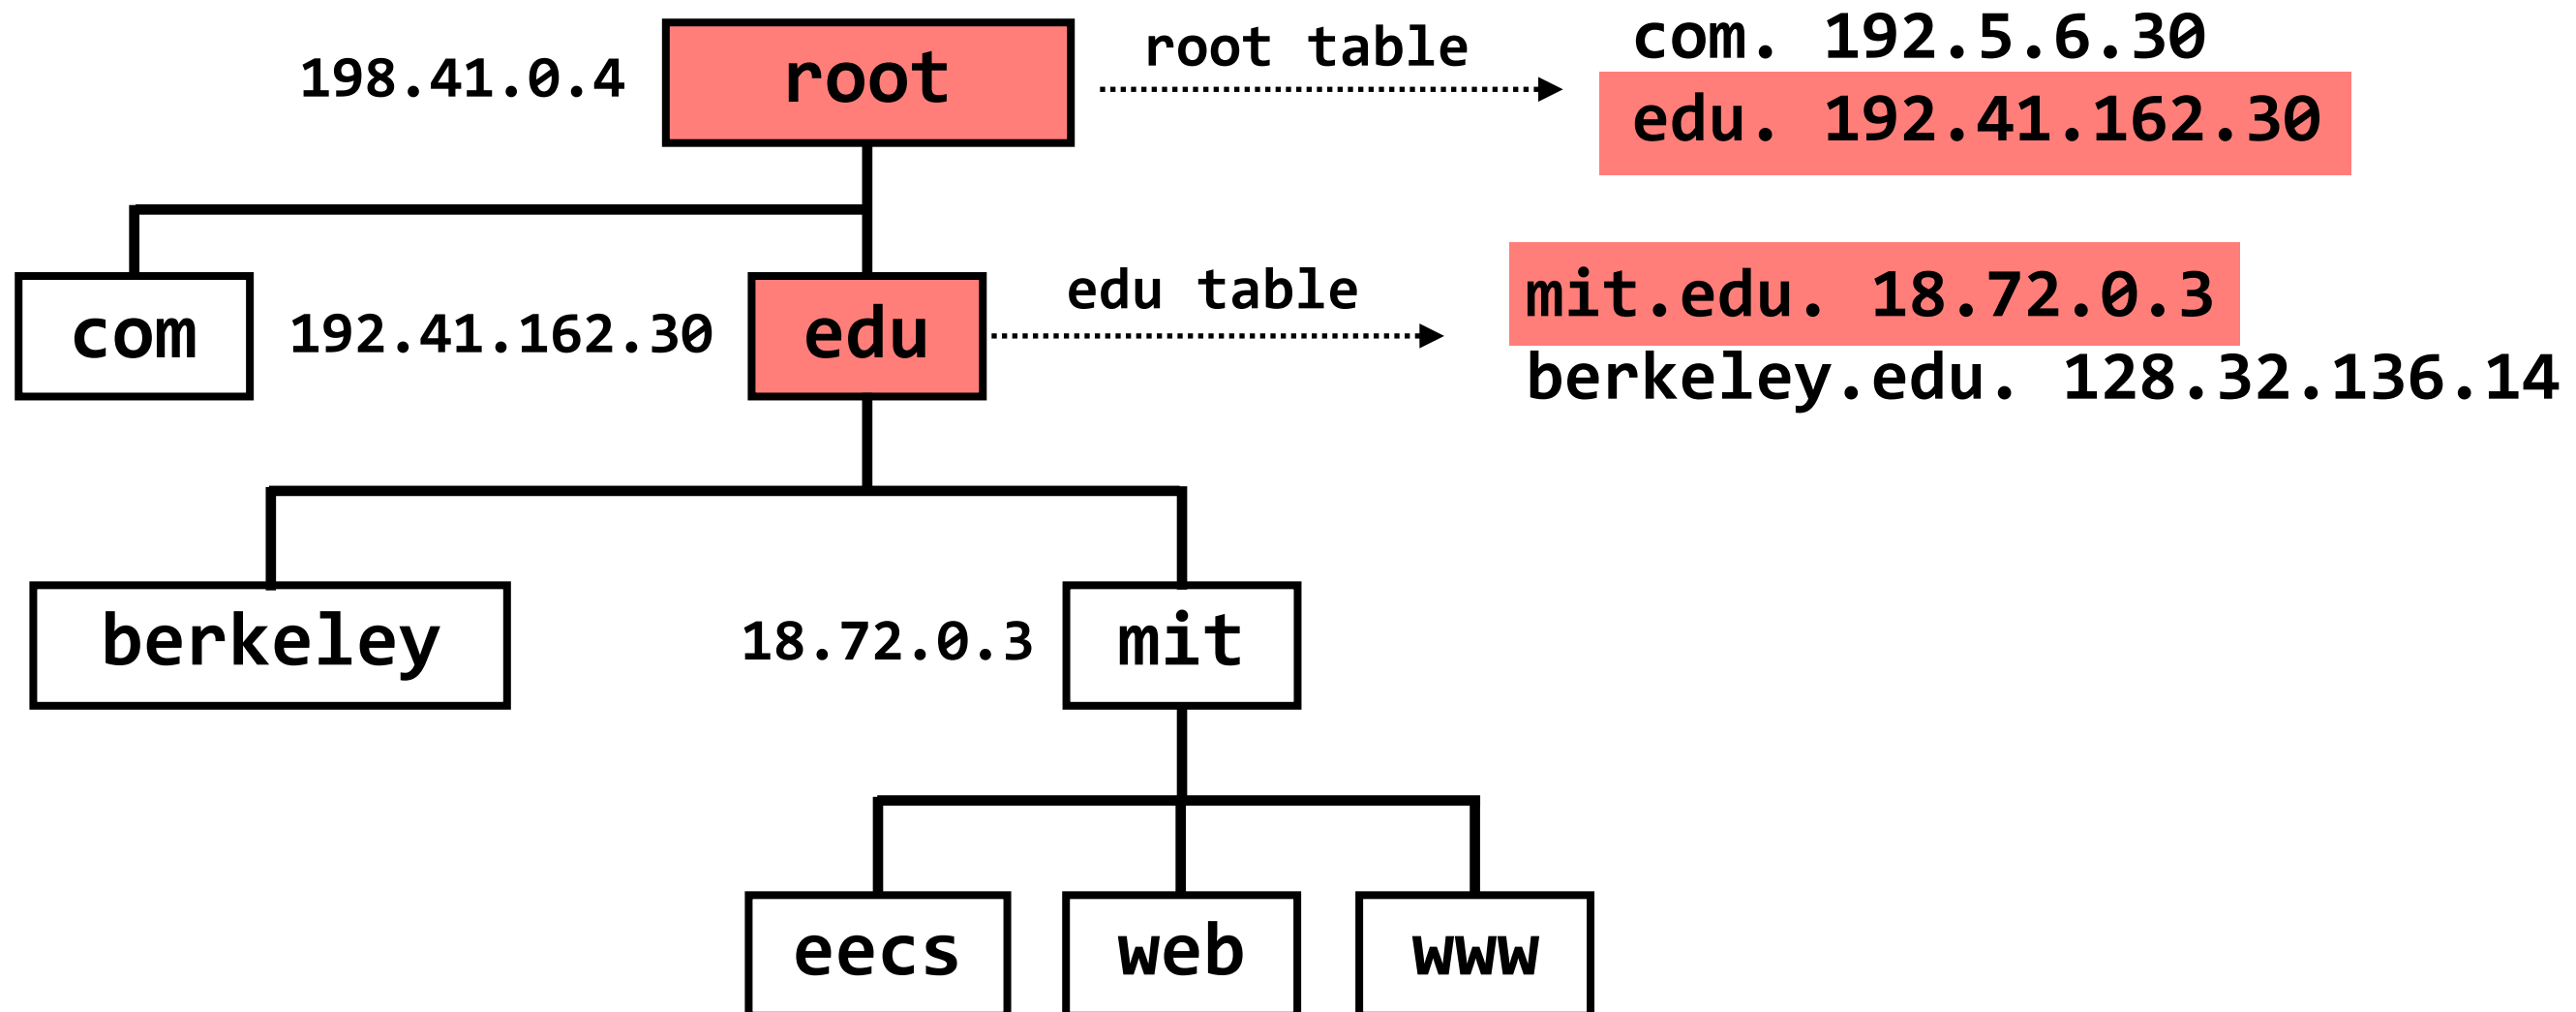 198.41.0.4
root
root table
com. 192.5.6.30
edu. 192.41.162.30
com
192.41.162.30
edu
edu table
mit.edu. 18.72.0.3
berkeley.edu. 128.32.136.14
berkeley
18.72.0.3
mit
eecs
web
www